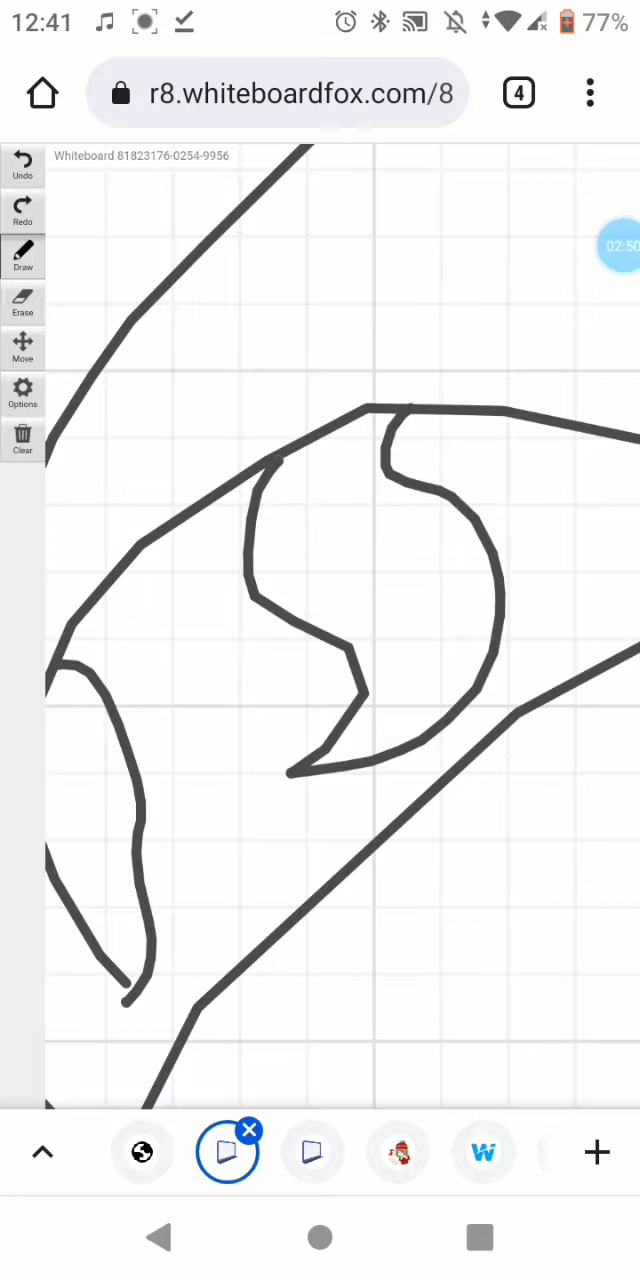 12:41
77%
r8.whiteboardfox.com/8
4
Whiteboard 81823176-0254-9956
Undo
Redo
Draw
Erase
Move
Options
Clear
02:50